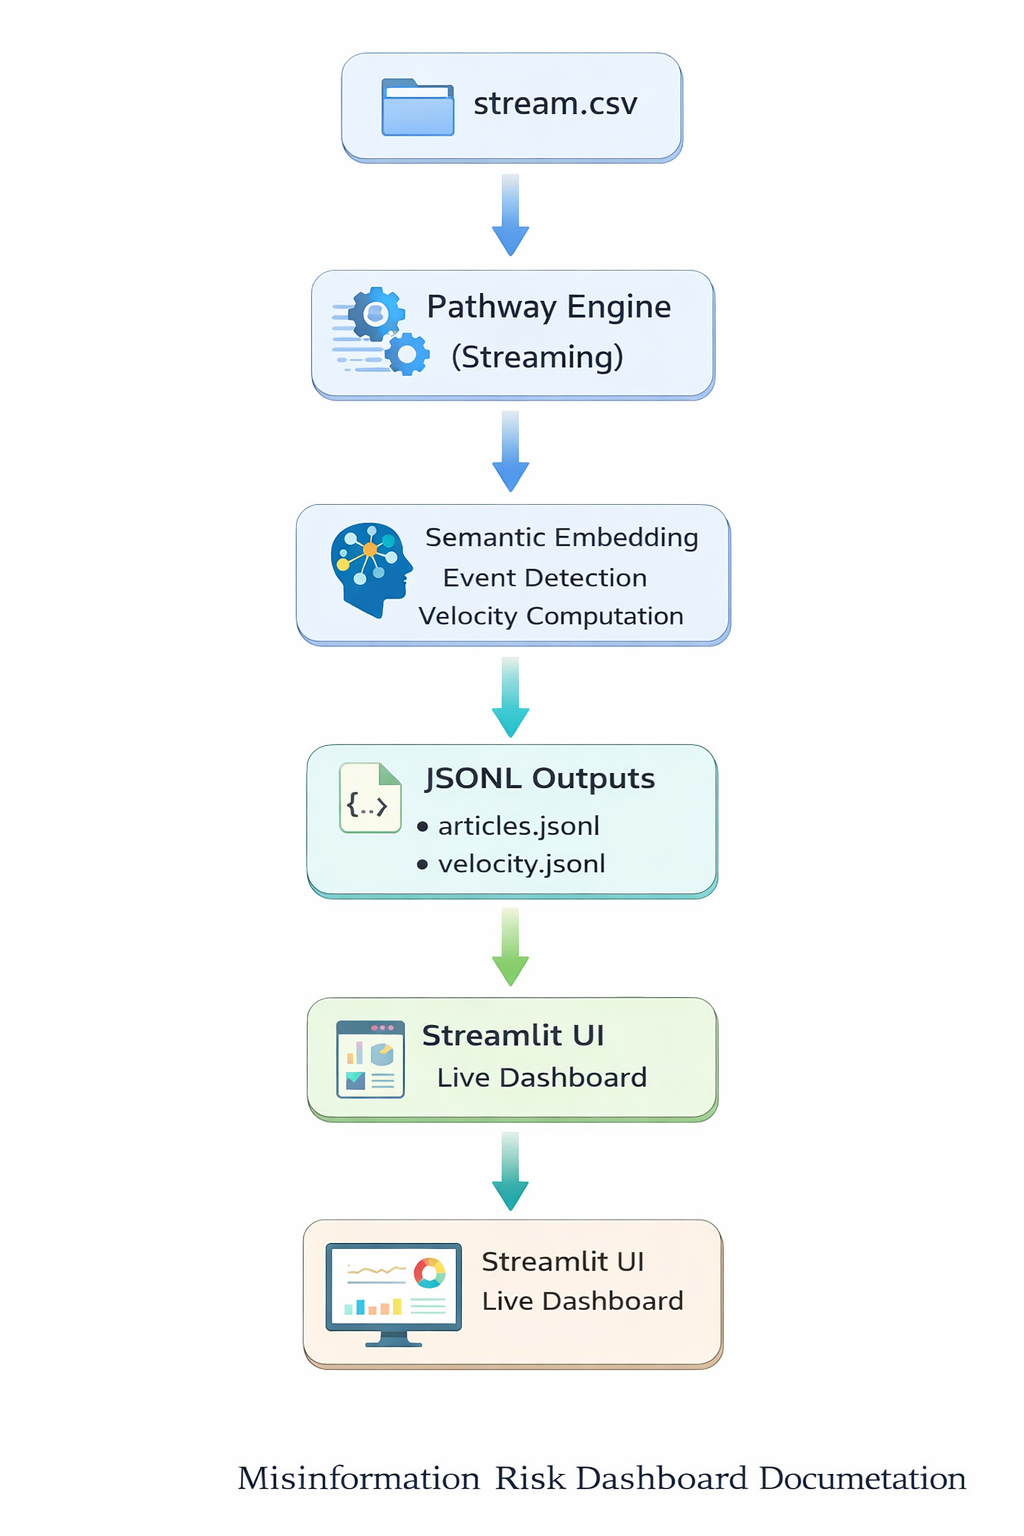 stream.csv
Pathway Engine
(Streaming)
Semantic Embedding
Event Detection
Velocity Computation
{..>
JSONL Outputs
• articles.jsonl
• velocity.jsonl
Streamlit UI
Live Dashboard
Streamlit UI
Live Dashboard
Misinformation Risk Dashboard Documetation